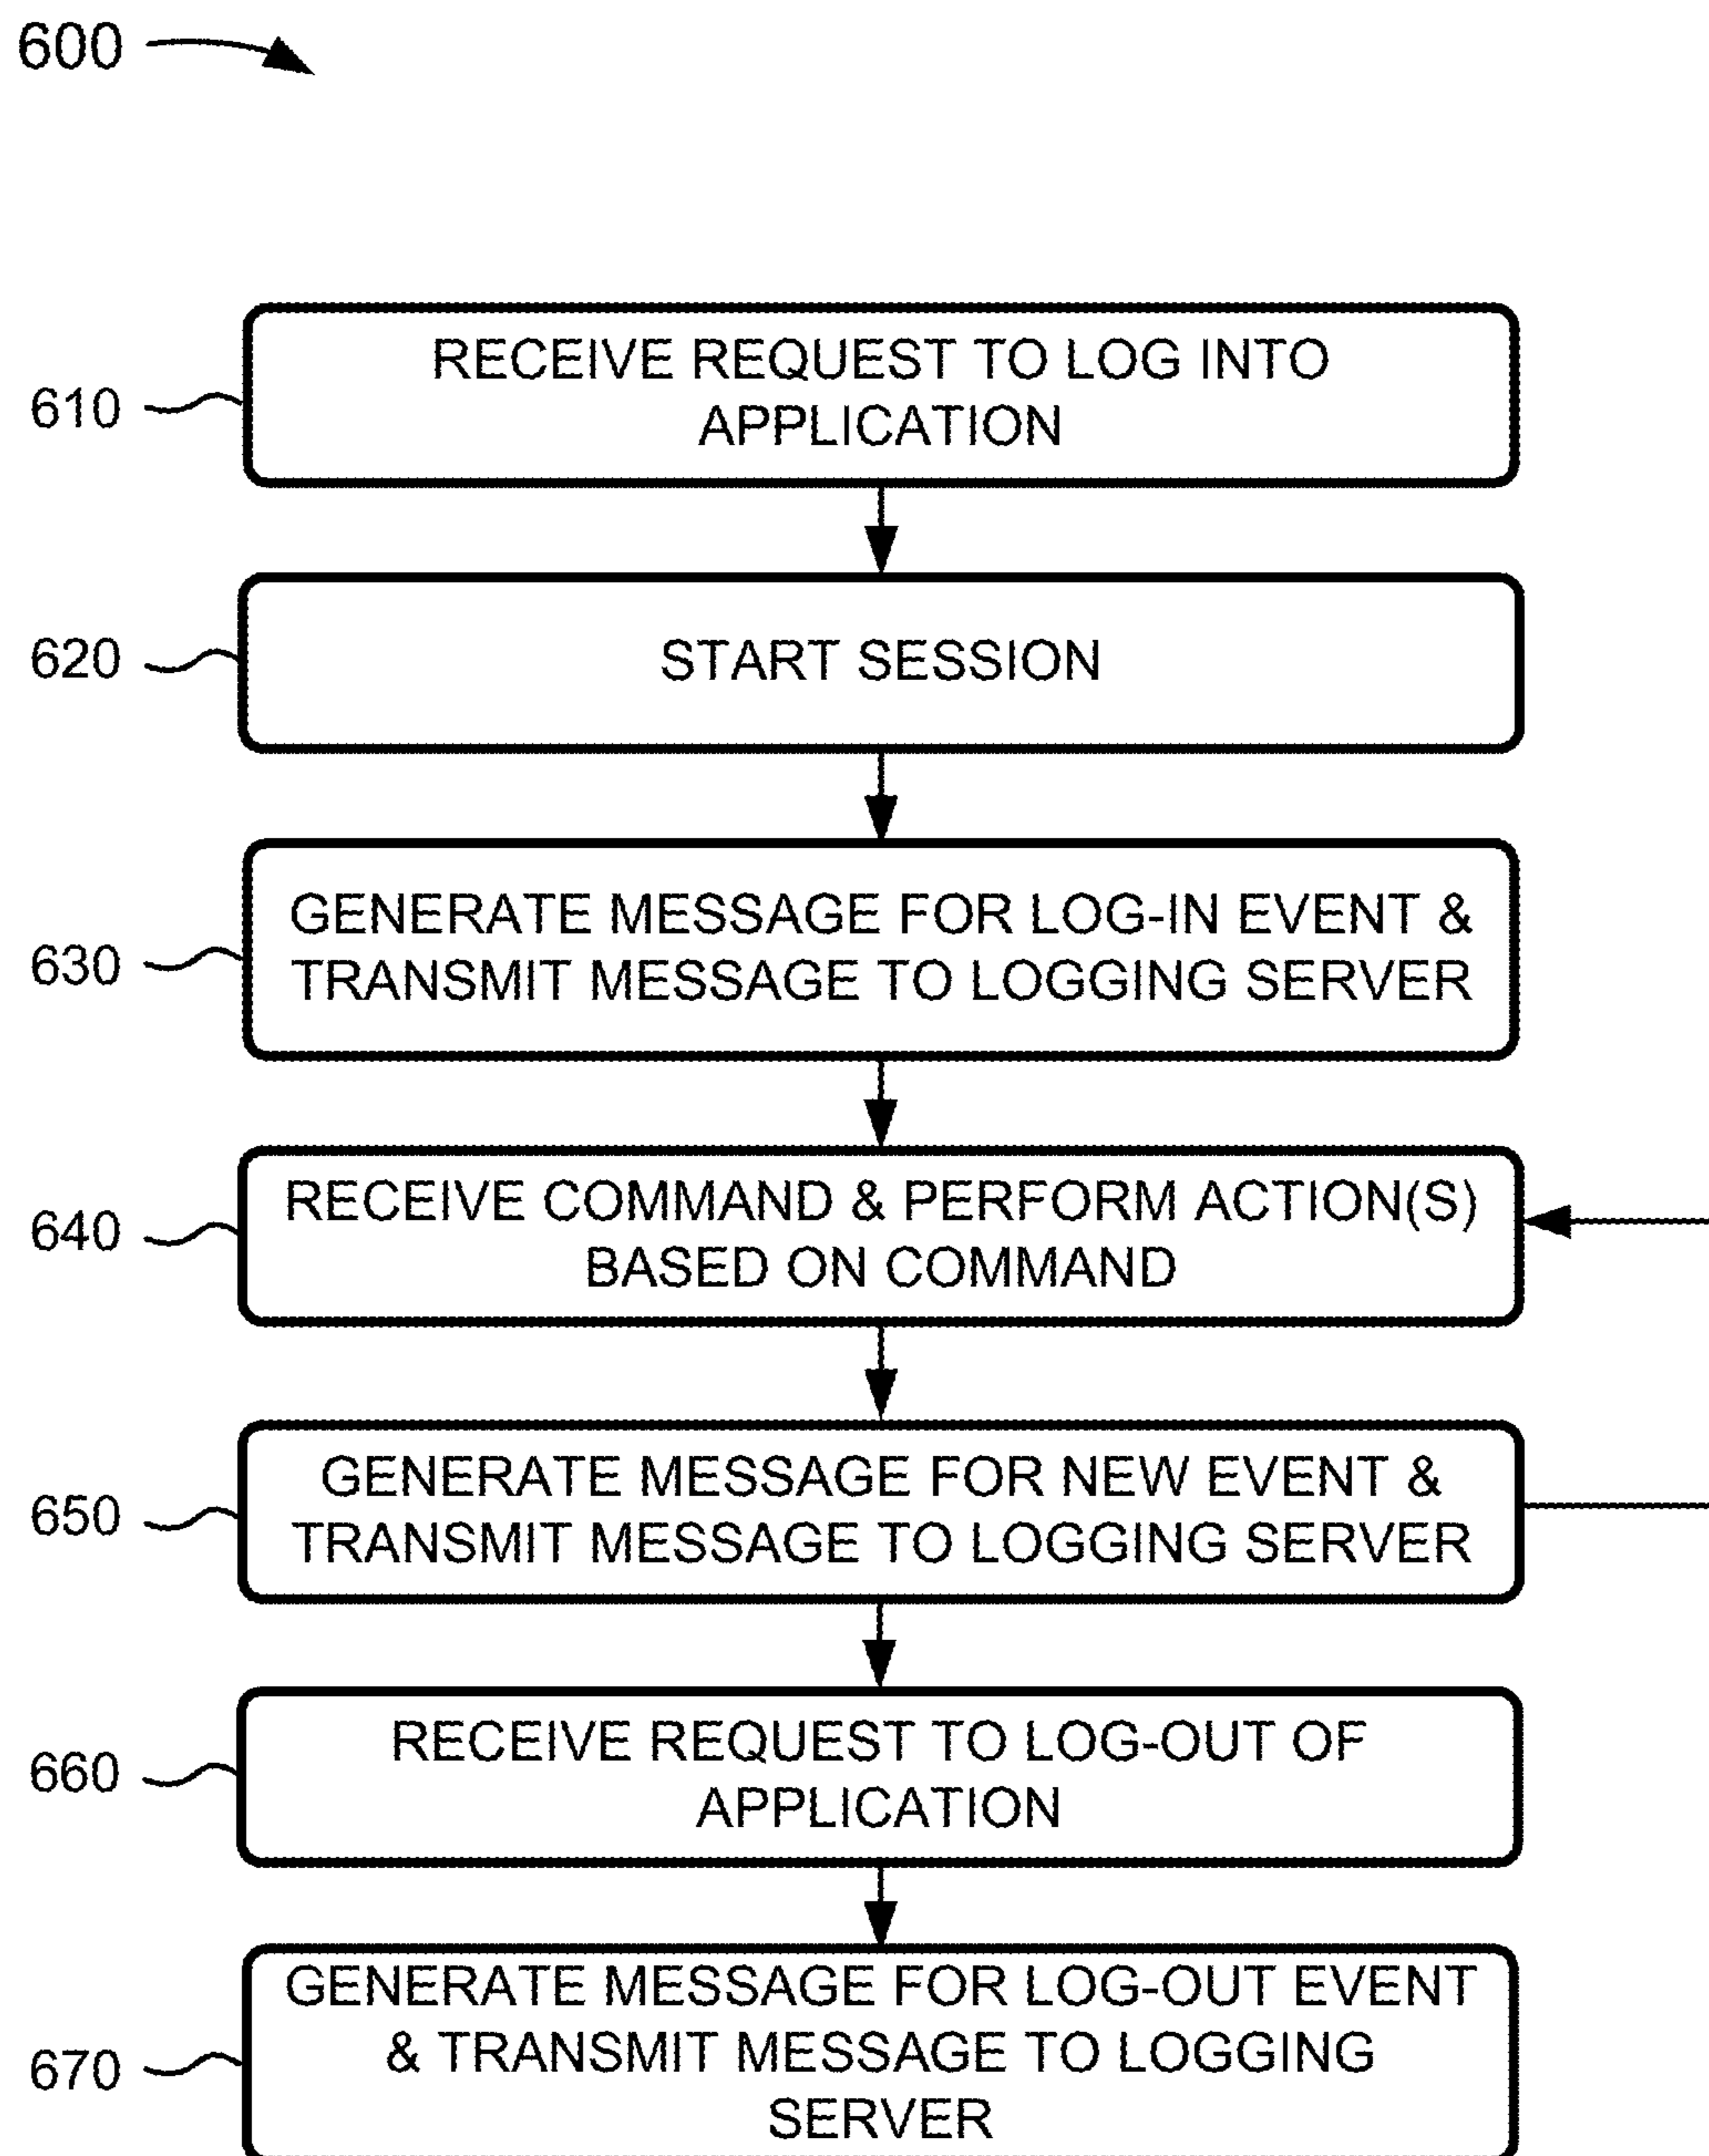 600
RECEIVE REQUEST TO LOG INTO
APPLICATION
610
START SESSION
620
GENERATE MESSAGE FOR LOG-IN EVENT &
TRANSMIT MESSAGE TO LOGGING SERVER
630
RECEIVE COMMAND & PERFORM ACTION(S)
BASED ON COMMAND
640
GENERATE MESSAGE FOR NEW EVENT &
TRANSMIT MESSAGE TO LOGGING SERVER
650
RECEIVE REQUEST TO LOG-OUT OF
APPLICATION
660
GENERATE MESSAGE FOR LOG-OUT EVENT
& TRANSMIT MESSAGE TO LOGGING
SERVER
670